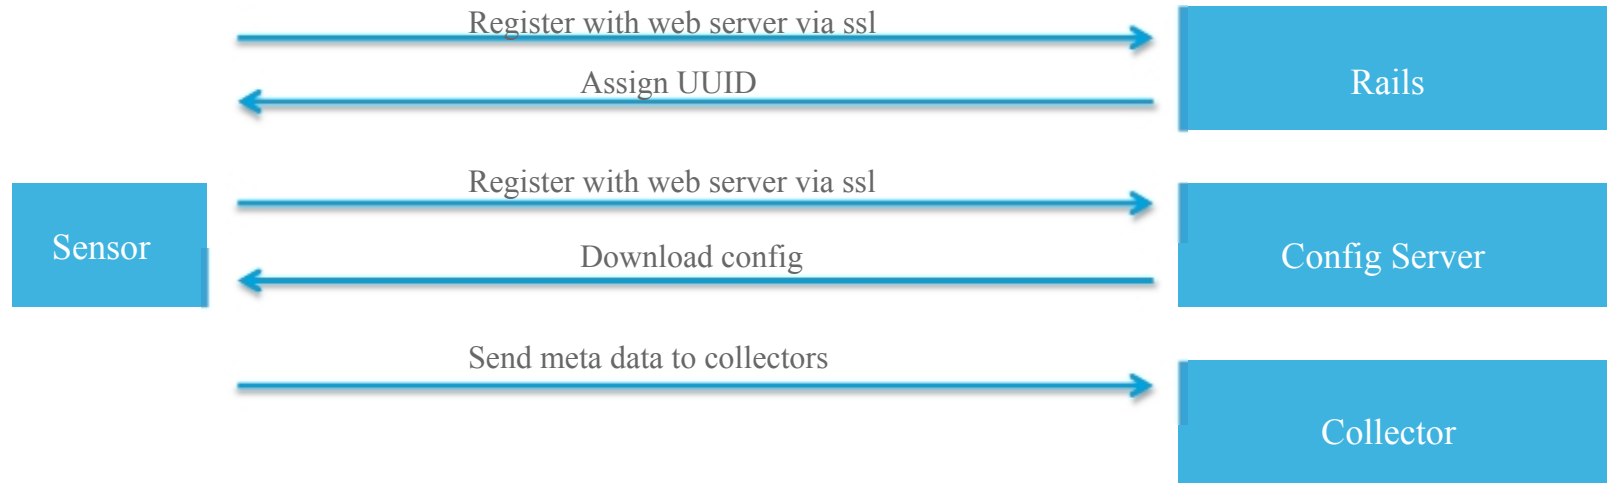 Register with web server via ssl
Assign UUID
Rails
Register with web server via ssl
Sensor
Download config
Config Server
Send meta data to collectors
Collector